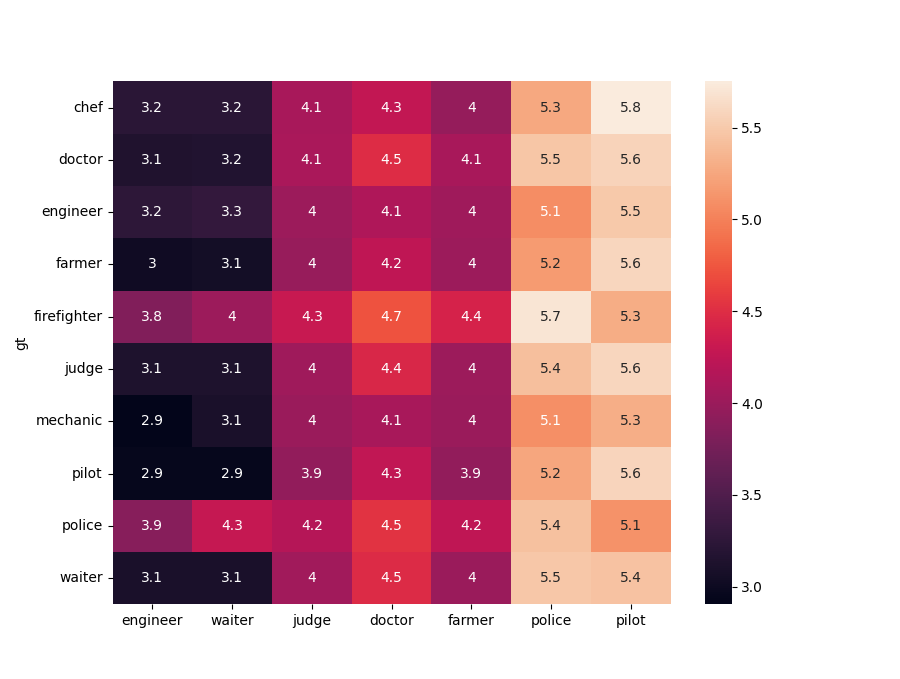 chef 3.2 3.2 4.1 4.3 4 5.3 5.8
doctor 3.1 3.2 4.1 4.5 4.1 5.5 5.6
engineer 3.2 3.3 4 4.1 4 5.1 5.5
farmer 3 3.1 4 4.2 4 5.2 5.6
firefighter 3.8 4 4.3 4.7 4.4 5.7 5.3
gt
judge 3.1 3.1 4 4.4 4 5.4 5.6
mechanic 2.9 3.1 4 4.1 4 5.1 5.3
pilot 2.9 2.9 3.9 4.3 3.9 5.2 5.6
police 3.9 4.3 4.2 4.5 4.2 5.4 5.1
waiter 3.1 3.1 4 4.5 4 5.5 5.4
engineer waiter judge doctor farmer police pilot
5.5
5.0
4.5
4.0
3.5
3.0